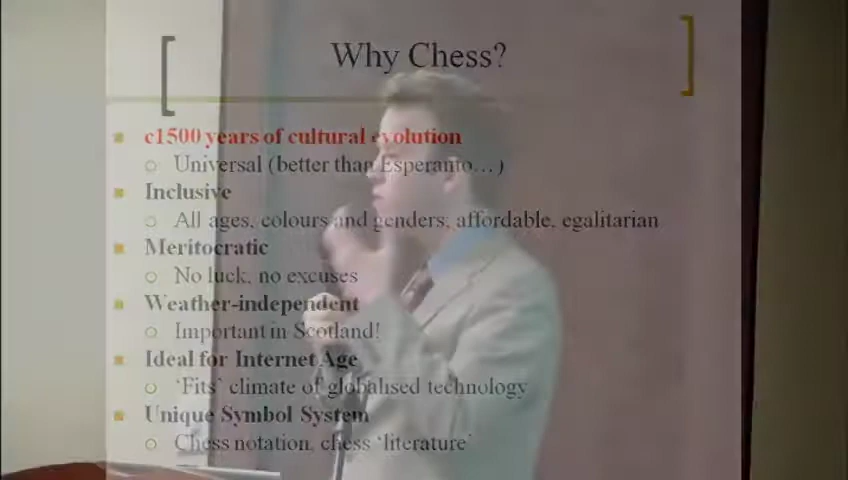 Why Chess?
c1500 years of cultural evolution
Universal (better than Esperanto…)
Inclusive
All ages, colours and genders, affordable, egalitarian
Meritocratic
No luck, no excuses
Weather-independent
Important in Scotland!
Ideal for Internet Age
‘Fits’ climate of globalised technology
Unique Symbol System
Chess notation, chess ‘literature’